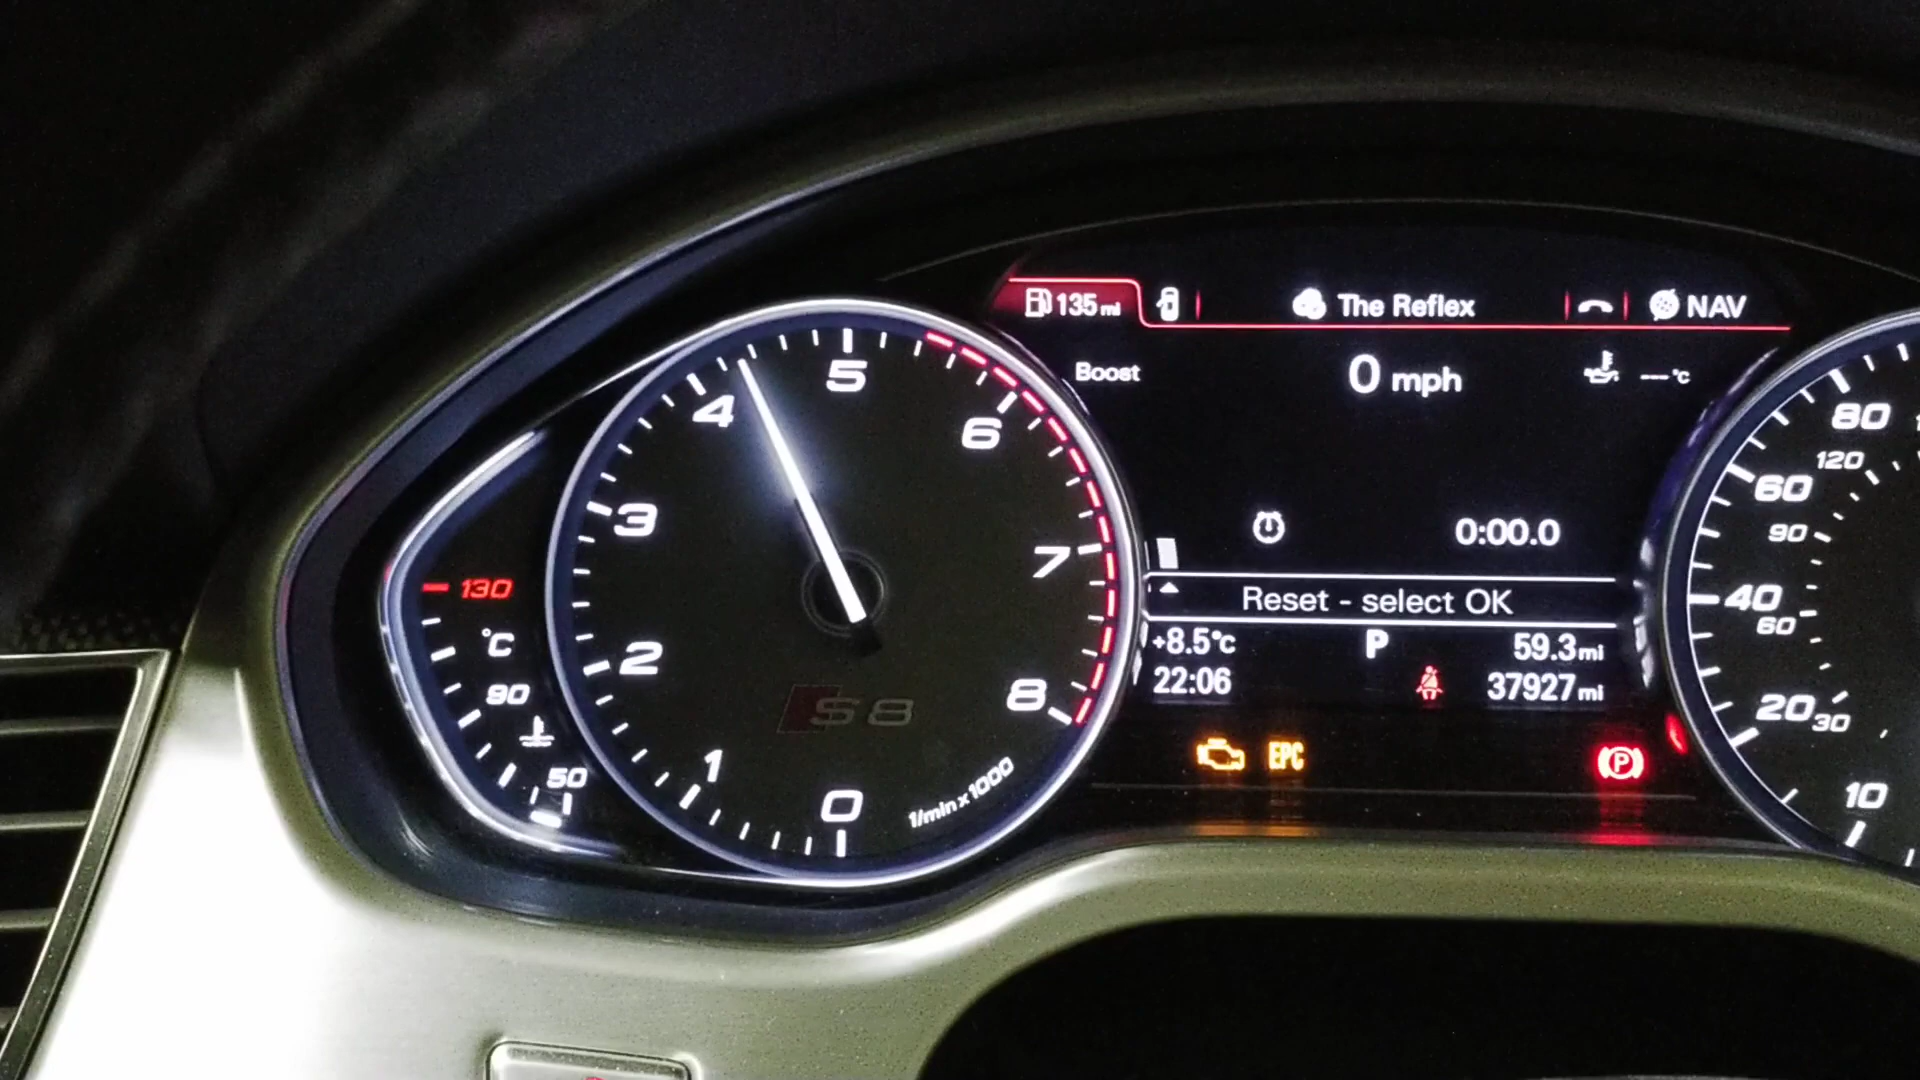 135 mi
The Reflex
NAV
Boost
0 mph
--- °C
0:00.0
Reset - select OK
+8.5°C
P
59.3 mi
22:06
37927 mi
EPC
P
0
1
2
3
4
5
6
7
8
1/min x 1000
S8
130
°C
90
50
10
20
30
40
60
60
90
80
120